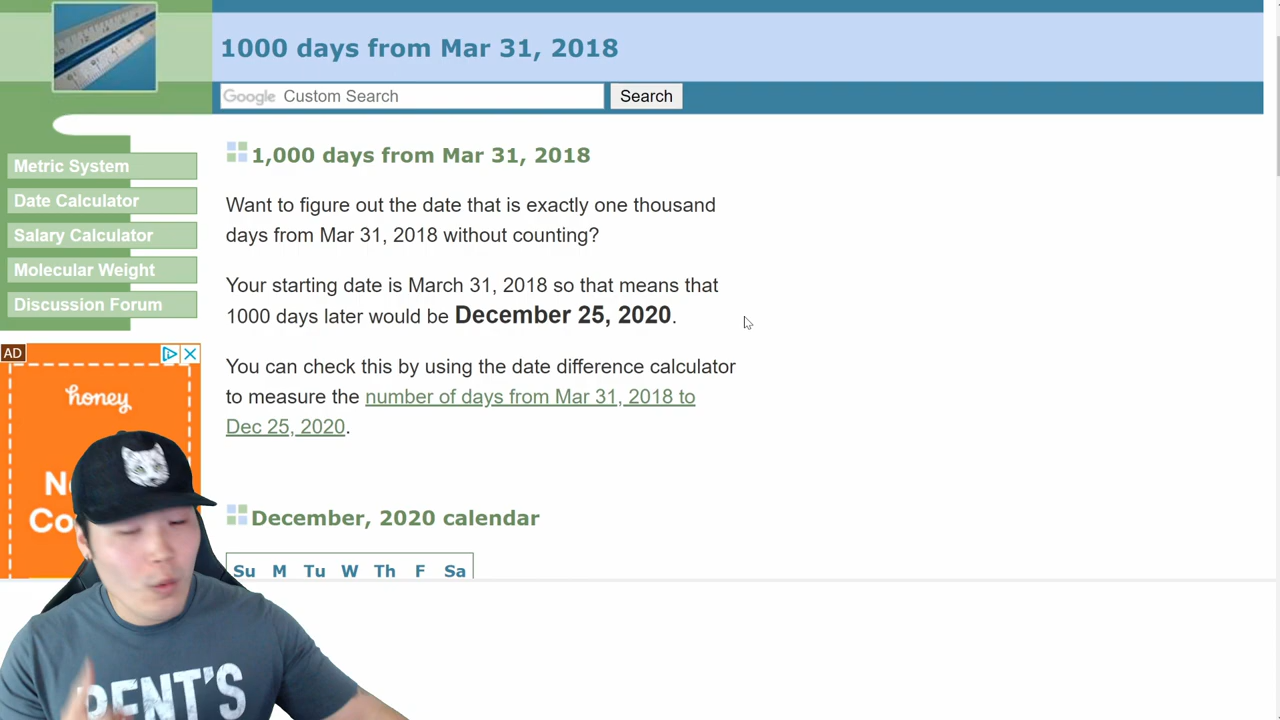 1000 days from Mar 31, 2018
Google Custom Search
Search
Metric System
Date Calculator
Salary Calculator
Molecular Weight
Discussion Forum
1,000 days from Mar 31, 2018
Want to figure out the date that is exactly one thousand
days from Mar 31, 2018 without counting?
Your starting date is March 31, 2018 so that means that
1000 days later would be December 25, 2020.
You can check this by using the date difference calculator
to measure the number of days from Mar 31, 2018 to
Dec 25, 2020.
December, 2020 calendar
Su M Tu W Th F Sa
AD
honey